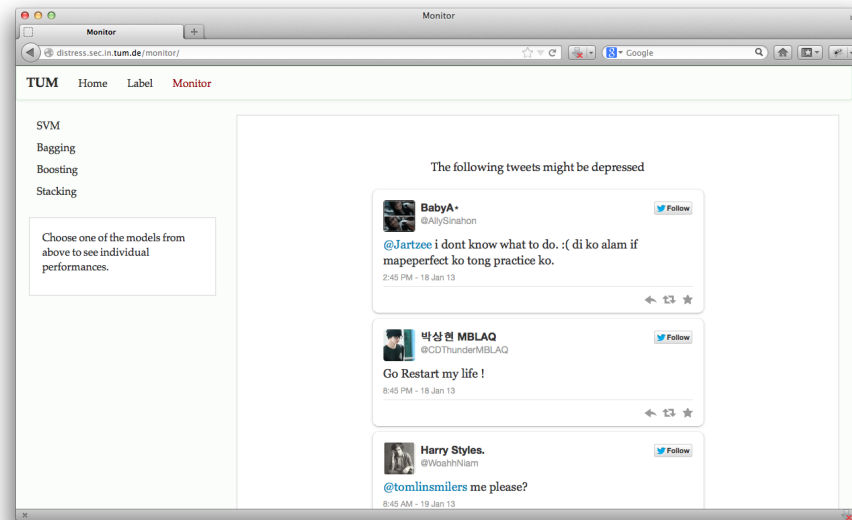 Monitor
Monitor
distress.sec.in.tum.de/monitor/
Google
TUM Home Label Monitor
SVM
Bagging
Boosting
Stacking
Choose one of the models from
above to see individual
performances.
The following tweets might be depressed
BabyA⋆
Follow
@AllySinahon
@Jartzee i dont know what to do. :( di ko alam if
mapeperfect ko tong practice ko.
2:45 PM - 18 Jan 13
박상현 MBLAQ
Follow
@CDThunderMBLAQ
Go Restart my life !
8:45 PM - 18 Jan 13
Harry Styles.
Follow
@WoahhNiam
@tomlinsmilers me please?
8:45 AM - 19 Jan 13